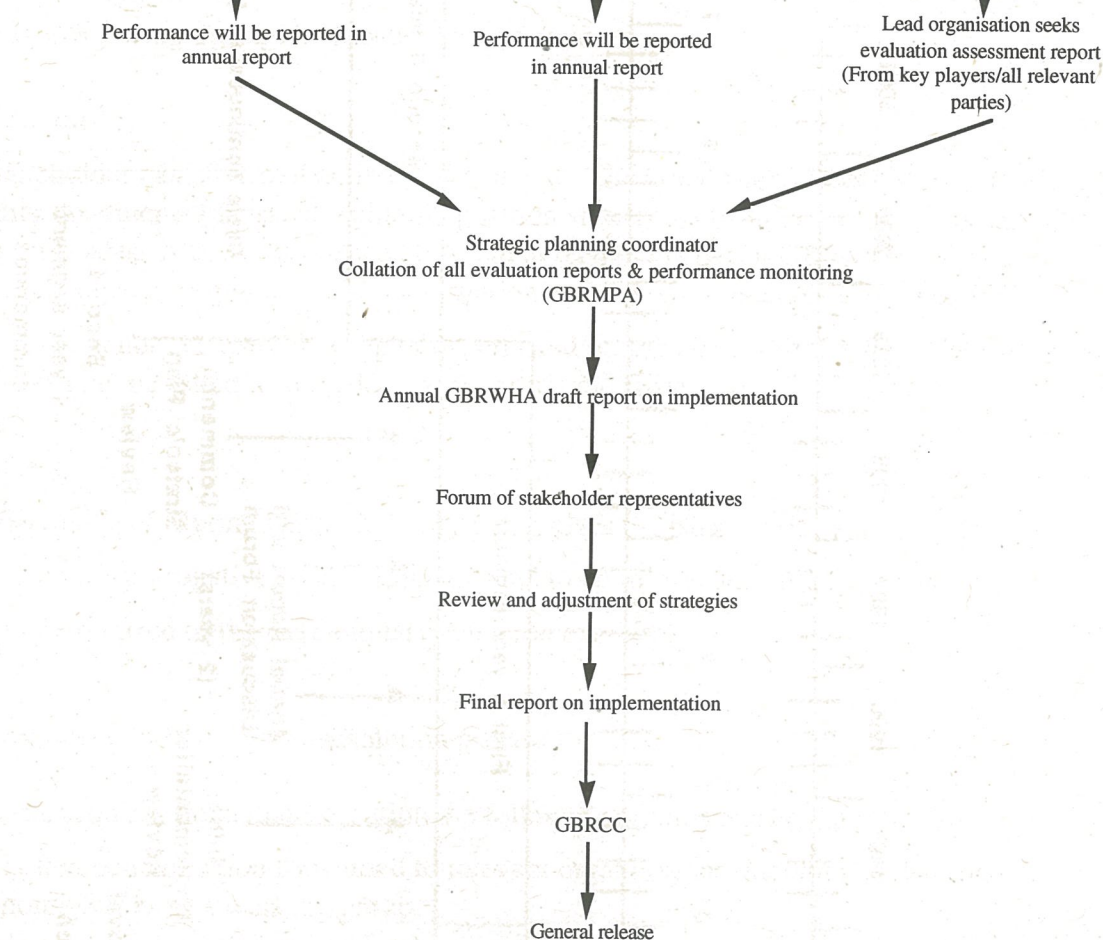 Performance will be reported in
annual report
Performance will be reported
in annual report
Lead organisation seeks
evaluation assessment report
(From key players/all relevant
parties)
Strategic planning coordinator
Collation of all evaluation reports & performance monitoring
(GBRMPA)
Annual GBRWHA draft report on implementation
Forum of stakeholder representatives
Review and adjustment of strategies
Final report on implementation
GBRCC
General release